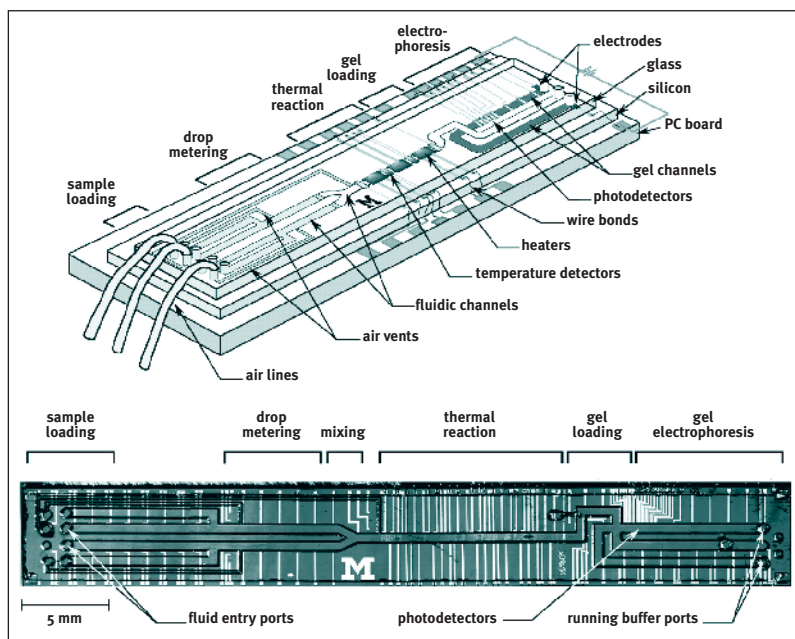 electro-
phoresis
gel
loading
thermal
reaction
drop
metering
sample
loading
electrodes
glass
silicon
PC board
gel channels
photodetectors
wire bonds
heaters
temperature detectors
fluidic channels
air vents
air lines
M
sample
loading
drop
metering
mixing
thermal
reaction
gel
loading
gel
electrophoresis
M
5 mm
fluid entry ports
photodetectors
running buffer ports